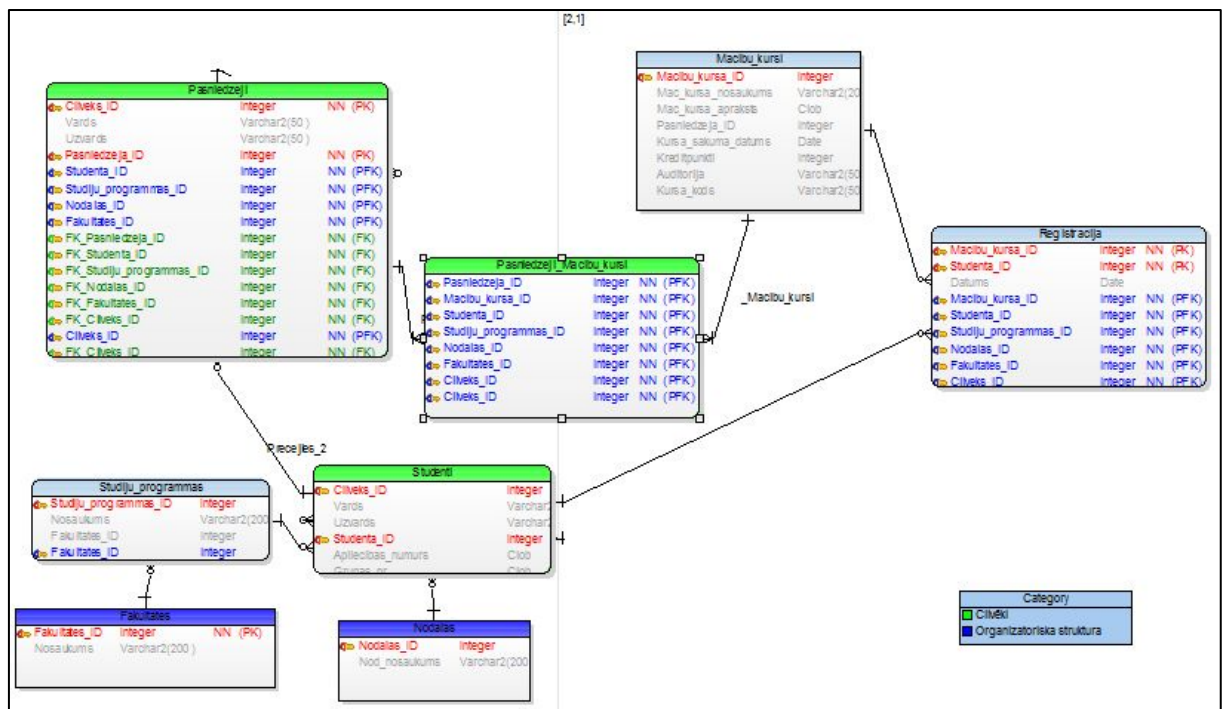 [2,1]
Pasniedzeji
Cilveks_ID Integer NN (PK)
Vards Varchar2(50 )
Uzvards Varchar2(50 )
Pasniedzeja_ID Integer NN (PK)
Studenta_ID Integer NN (PFK)
Studiju_programmas_ID Integer NN (PFK)
Nodalas_ID Integer NN (PFK)
Fakultates_ID Integer NN (PFK)
FK_Pasniedzeja_ID Integer NN (FK)
FK_Studenta_ID Integer NN (FK)
FK_Studiju_programmas_ID Integer NN (FK)
FK_Nodalas_ID Integer NN (FK)
FK_Fakultates_ID Integer NN (FK)
FK_Cilveks_ID Integer NN (FK)
Cilveks_ID Integer NN (PFK)
FK_Cilveks_ID Integer NN (FK)
Macibu_kursi
Macibu_kursa_ID Integer
Mac_kursa_nosaukums Varchar2(20
Mac_kursa_apraksts Clob
Pasniedzeja_ID Integer
Kursa_sakuma_datums Date
Kreditpunkti Integer
Auditorija Varchar2(50
Kursa_kods Varchar2(50
Pasniedzeji_Macibu_kursi
Pasniedzeja_ID Integer NN (PFK)
Macibu_kursa_ID Integer NN (PFK)
Studenta_ID Integer NN (PFK)
Studiju_programmas_ID Integer NN (PFK)
Nodalas_ID Integer NN (PFK)
Fakultates_ID Integer NN (PFK)
Cilveks_ID Integer NN (PFK)
Cilveks_ID Integer NN (PFK)
_Macibu_kursi
Registracija
Macibu_kursa_ID Integer NN (PK)
Studenta_ID Integer NN (PK)
Datums Date
Macibu_kursa_ID Integer NN (PFK)
Studenta_ID Integer NN (PFK)
Studiju_programmas_ID Integer NN (PFK)
Nodalas_ID Integer NN (PFK)
Fakultates_ID Integer NN (PFK)
Cilveks_ID Integer NN (PFK)
Precejies_2
Studenti
Cilveks_ID Integer
Vards Varchar2
Uzvards Varchar2
Studenta_ID Integer
Apliecibas_numurs Clob
Grupas_nr Clob
Studiju_programmas
Studiju_programmas_ID Integer
Nosaukums Varchar2(200
Fakultates_ID Integer
Fakultates_ID Integer
Fakultates
Fakultates_ID Integer NN (PK)
Nosaukums Varchar2(200 )
Nodalas
Nodalas_ID Integer
Nod_nosaukums Varchar2(200
Category
Cilvēki
Organizatoriska struktura